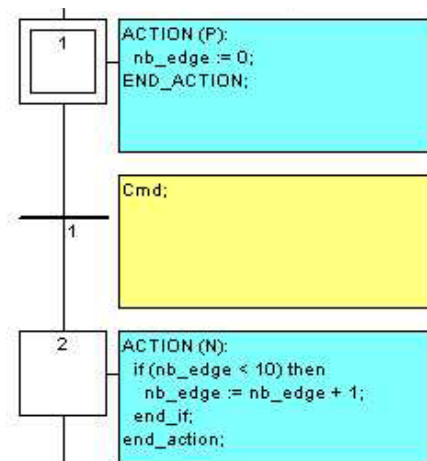 1
ACTION (P):
nb_edge := 0;
END_ACTION;
Cmd;
1
2
ACTION (N):
if (nb_edge < 10) then
nb_edge := nb_edge + 1;
end_if;
end_action;